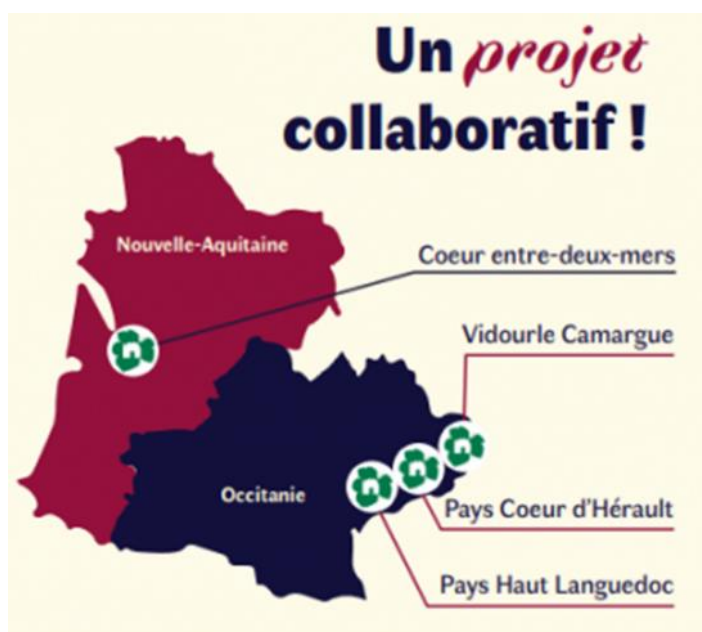 Un projet
collaboratif !
Nouvelle-Aquitaine
Coeur entre-deux-mers
Vidourle Camargue
Occitanie
Pays Coeur d'Hérault
Pays Haut Languedoc